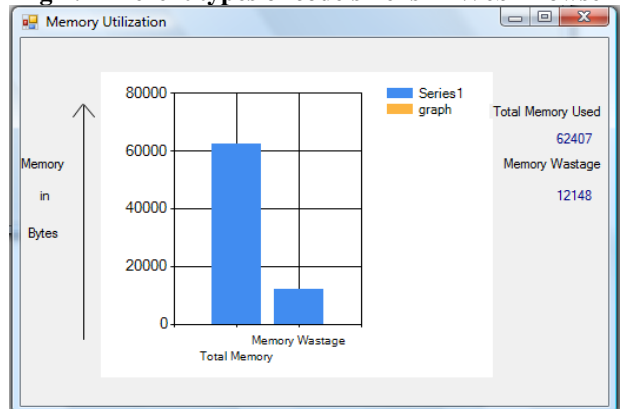 Memory Utilization
80000
60000
40000
20000
0
Memory
in
Bytes
Series1
graph
Total Memory Used
62407
Memory Wastage
12148
Memory Wastage
Total Memory